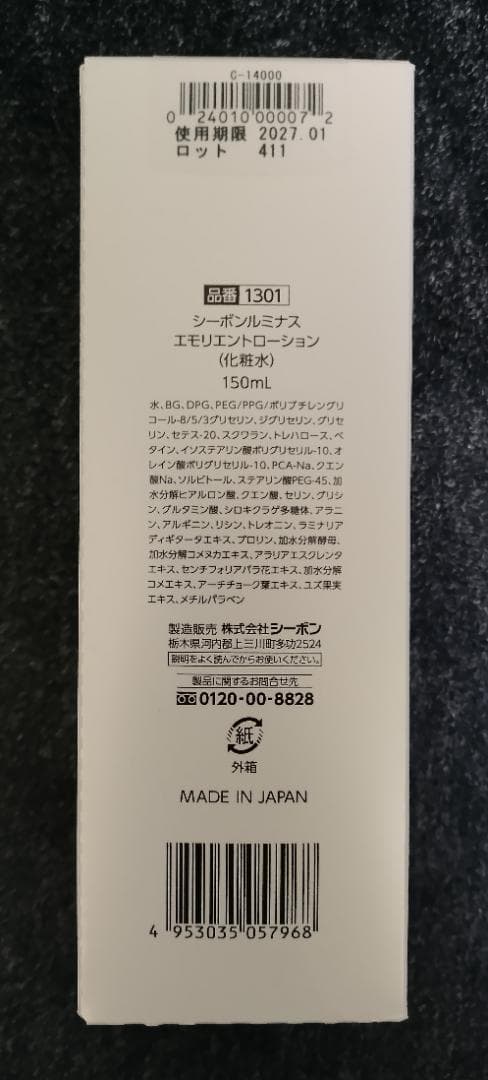 C-14000
0 24010 00007 2
使用期限 2027.01
ロット 411
品番 1301
シーボンルミナス
エモリエントローション
(化粧水)
150mL
水、BG、DPG、PEG/PPG/ポリブチレングリ
コール-8/5/3グリセリン、ジグリセリン、グリセ
リン、セテス-20、スクワラン、トレハロース、ベ
タイン、イソステアリン酸ポリグリセリル-10、オ
レイン酸ポリグリセリル-10、PCA-Na、クエン
酸Na、ソルビトール、ステアリン酸PEG-45、加
水分解ヒアルロン酸、クエン酸、セリン、グリシ
ン、グルタミン酸、シロキクラゲ多糖体、アラニ
ン、アルギニン、リシン、トレオニン、ラミナリア
ディギタータエキス、プロリン、加水分解酵母、
加水分解コメヌカエキス、アラリアエスクレンタ
エキス、センチフォリアバラ花エキス、加水分解
コメエキス、アーチチョーク葉エキス、ユズ果実
エキス、メチルパラベン
製造販売 株式会社シーボン
栃木県河内郡上三川町多功2524
説明をよく読んでからお使いください。
製品に関するお問合せ先
0120-00-8828
紙
外箱
MADE IN JAPAN
4 953035 057968